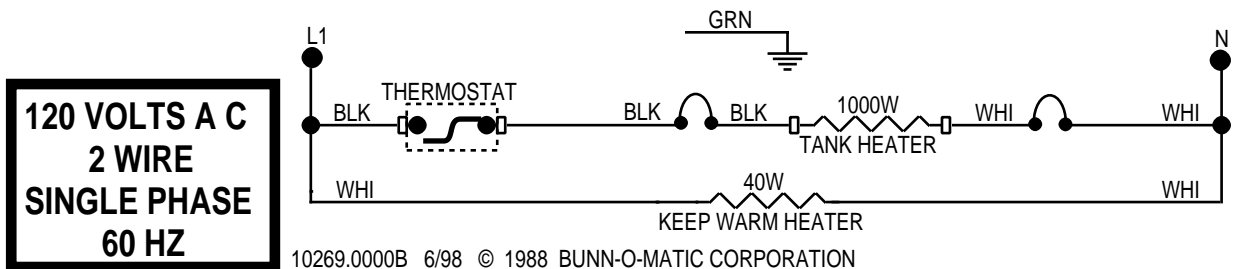 GRN
L1
N
THERMOSTAT
120 VOLTS A C
2 WIRE
SINGLE PHASE
60 HZ
BLK
BLK
BLK
1000W
TANK HEATER
WHI
WHI
WHI
40W
KEEP WARM HEATER
WHI
10269.0000B 6/98 © 1988 BUNN-O-MATIC CORPORATION